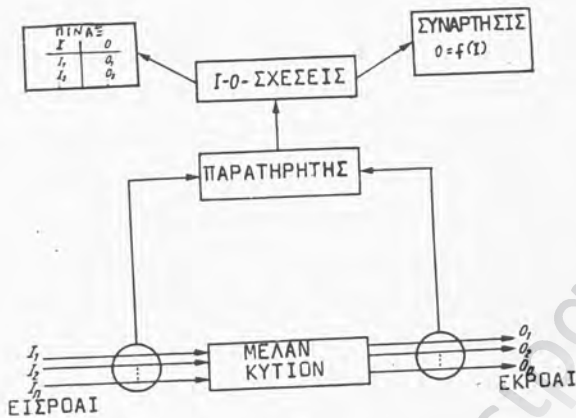 ΠΙΝΑΞ
I O
I₁ O₁
I₂ O₂
ΣΥΝΑΡΤΗΣΙΣ
O=f(I)
I-O-ΣΧΕΣΕΙΣ
ΠΑΡΑΤΗΡΗΤΗΣ
I₁
I₂
Iₙ
ΕΙΣΡΟΑΙ
ΜΕΛΑΝ
ΚΥΤΙΟΝ
O₁
O₂
Oₙ
ΕΚΡΟΑΙ